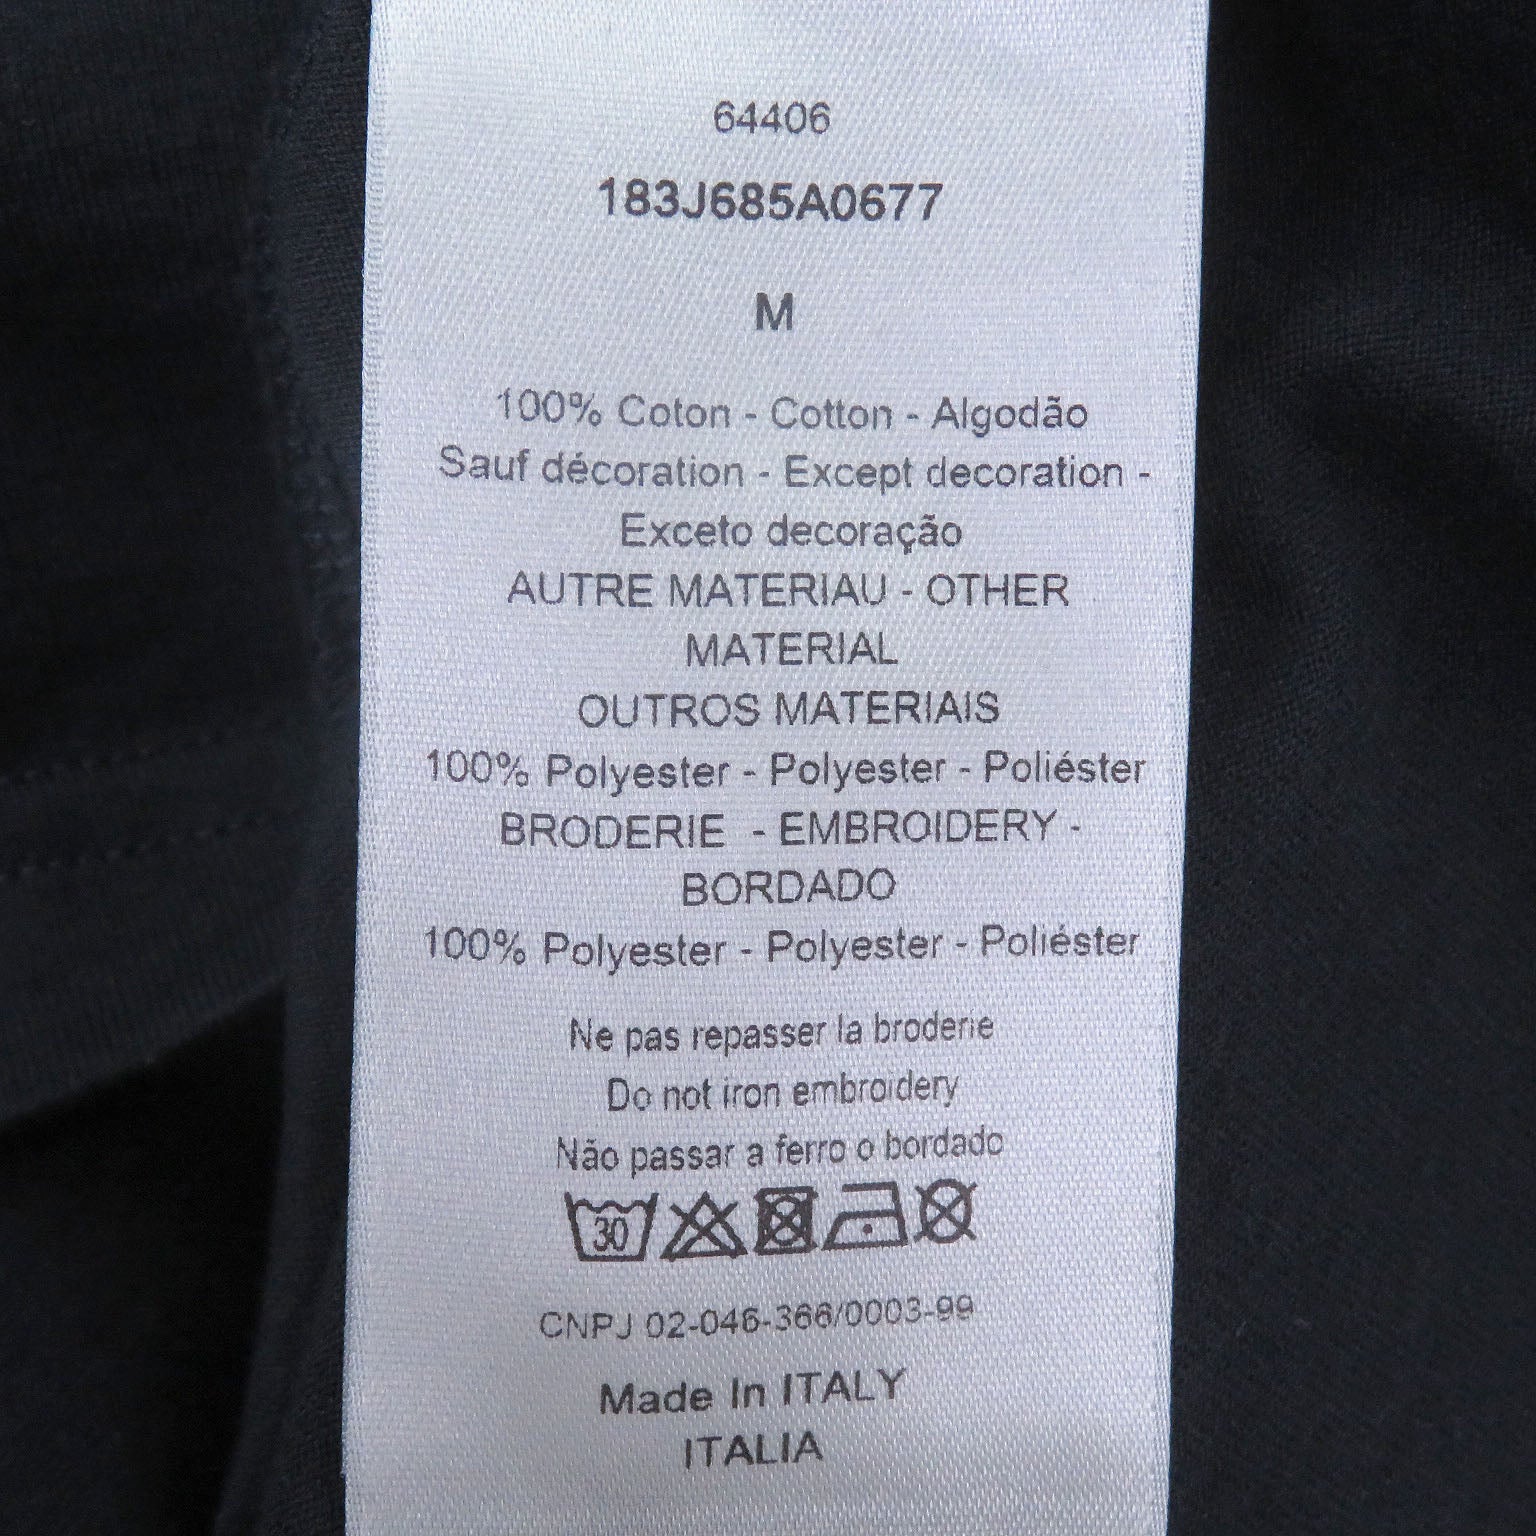 64406
183J685A0677
M
100% Coton - Cotton - Algodão
Sauf décoration - Except decoration -
Exceto decoração
AUTRE MATERIAU - OTHER
MATERIAL
OUTROS MATERIAIS
100% Polyester - Polyester - Poliéster
BRODERIE - EMBROIDERY -
BORDADO
100% Polyester - Polyester - Poliéster
Ne pas repasser la broderie
Do not iron embroidery
Não passar a ferro o bordado
30
CNPJ 02-046-366/0003-99
Made In ITALY
ITALIA